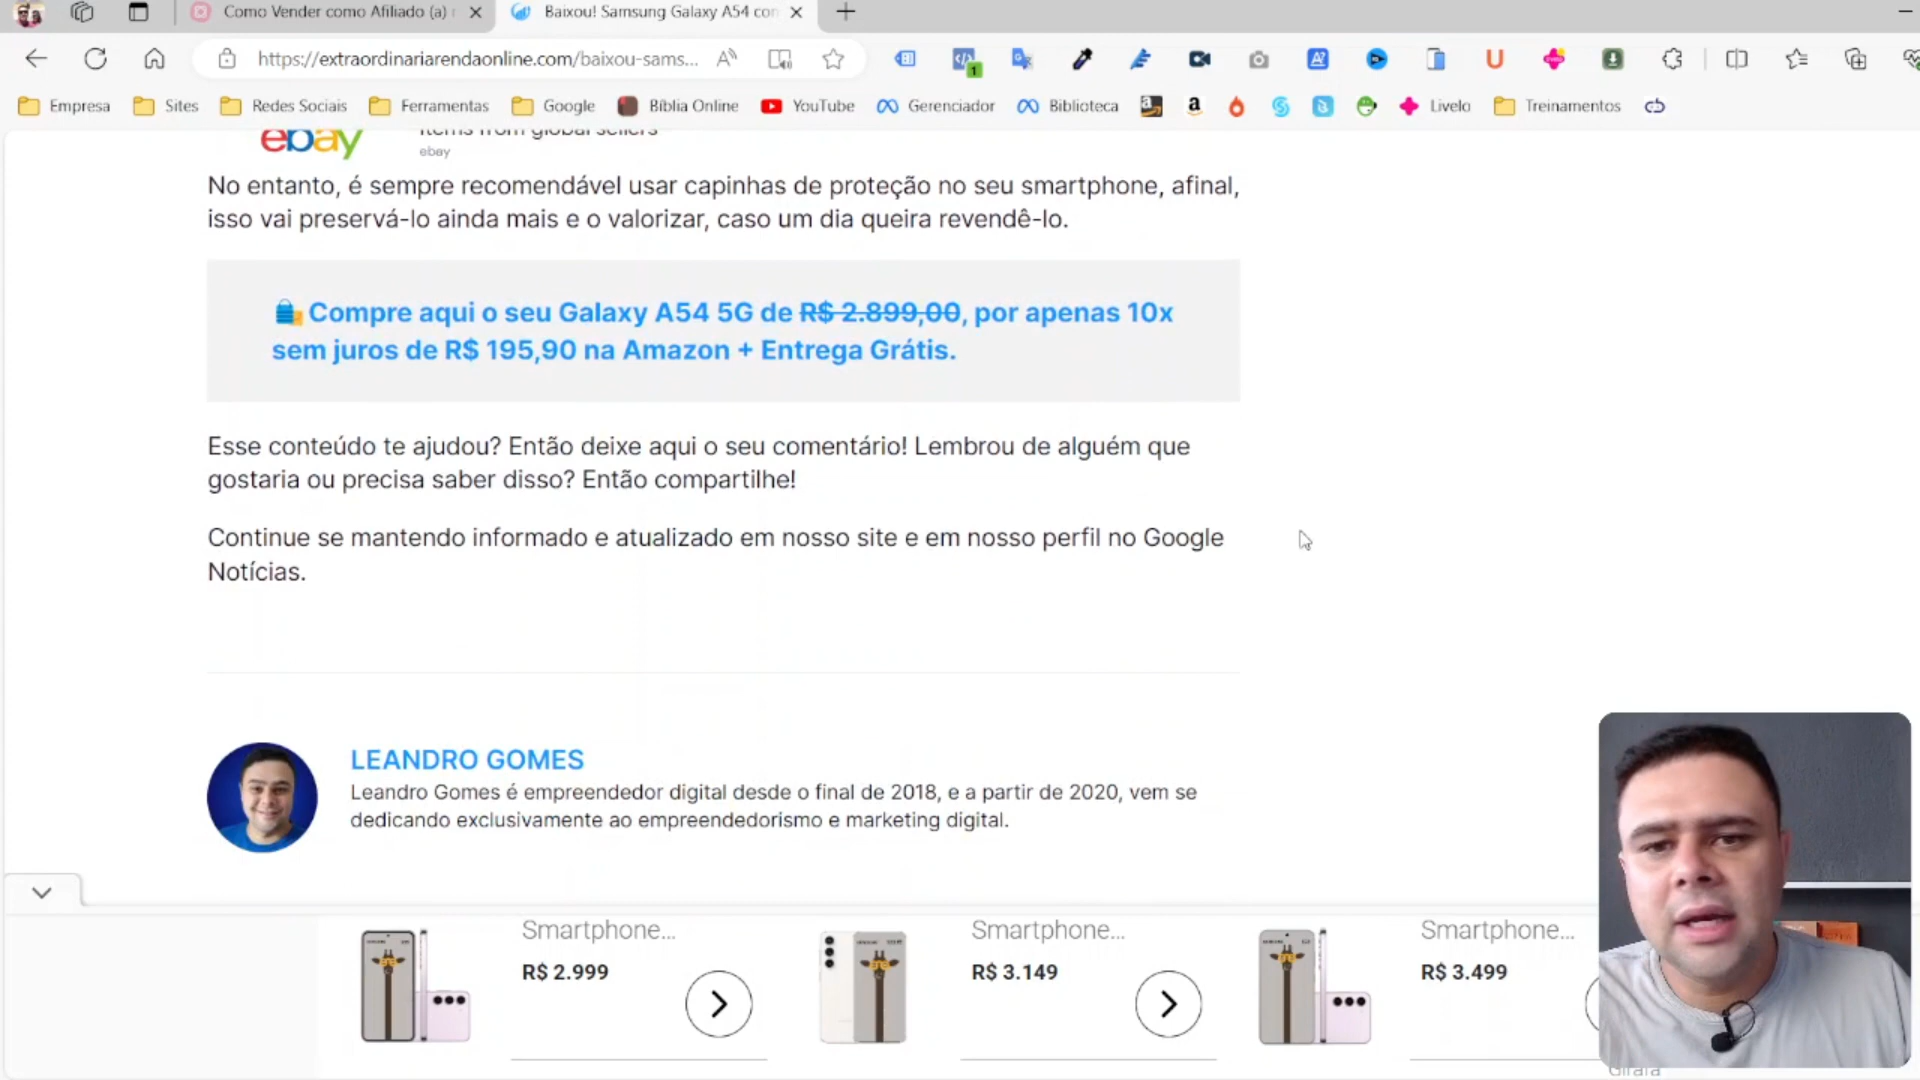 Como Vender como Afiliado (a)
Baixou! Samsung Galaxy A54 con
https://extraordinariarendaonline.com/baixou-sams...
Empresa
Sites
Redes Sociais
Ferramentas
Google
Bíblia Online
YouTube
Gerenciador
Biblioteca
Livelo
Treinamentos
ebay
Items from global sellers
ebay
No entanto, é sempre recomendável usar capinhas de proteção no seu smartphone, afinal,
isso vai preservá-lo ainda mais e o valorizar, caso um dia queira revendê-lo.
Compre aqui o seu Galaxy A54 5G de R$ 2.899,00, por apenas 10x
sem juros de R$ 195,90 na Amazon + Entrega Grátis.
Esse conteúdo te ajudou? Então deixe aqui o seu comentário! Lembrou de alguém que
gostaria ou precisa saber disso? Então compartilhe!
Continue se mantendo informado e atualizado em nosso site e em nosso perfil no Google
Notícias.
LEANDRO GOMES
Leandro Gomes é empreendedor digital desde o final de 2018, e a partir de 2020, vem se
dedicando exclusivamente ao empreendedorismo e marketing digital.
Smartphone...
R$ 2.999
Smartphone...
R$ 3.149
Smartphone...
R$ 3.499
Girafa